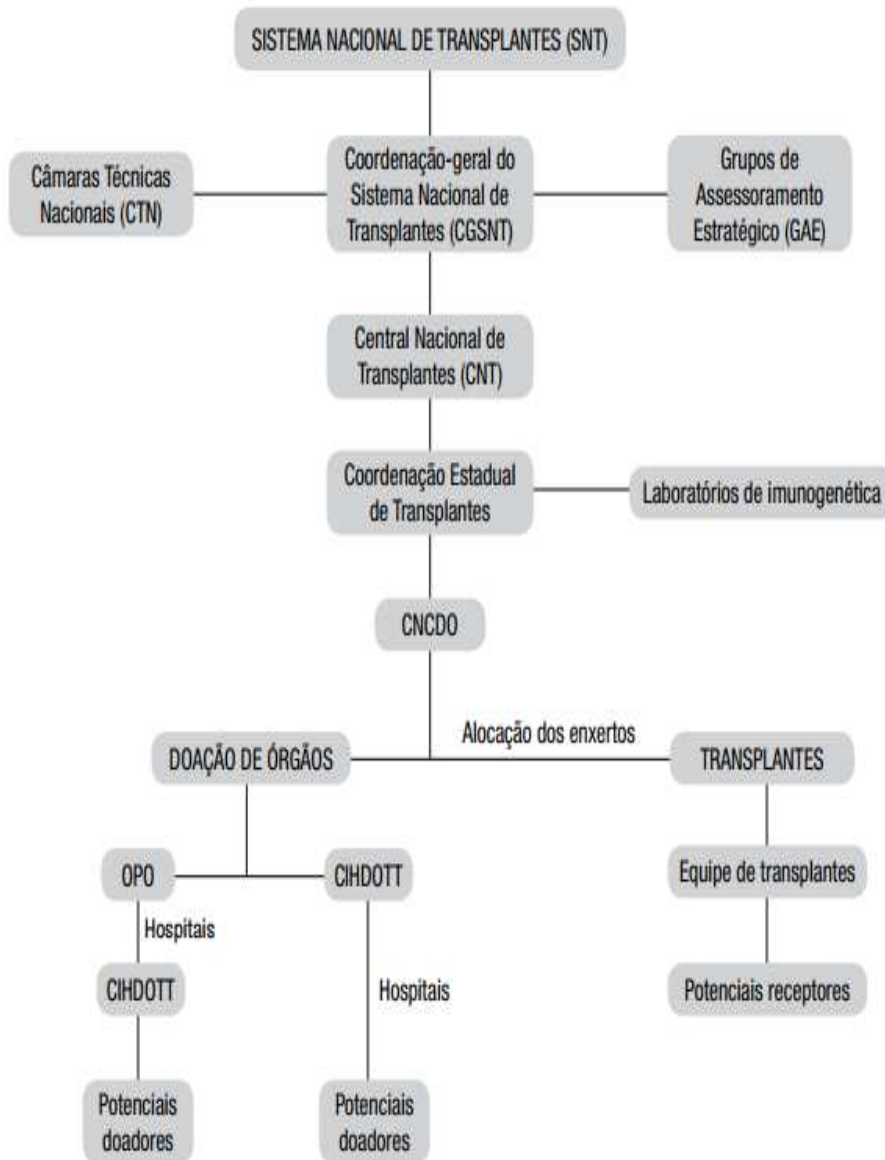 SISTEMA NACIONAL DE TRANSPLANTES (SNT)
Câmaras Técnicas
Nacionais (CTN)
Coordenação-geral do
Sistema Nacional de
Transplantes (CGSNT)
Grupos de
Assessoramento
Estratégico (GAE)
Central Nacional de
Transplantes (CNT)
Coordenação Estadual
de Transplantes
Laboratórios de imunogenética
CNCDO
Alocação dos enxertos
DOAÇÃO DE ÓRGÃOS
TRANSPLANTES
OPO
CIHDOTT
Equipe de transplantes
Hospitais
CIHDOTT
Hospitais
Potenciais receptores
Potenciais
doadores
Potenciais
doadores